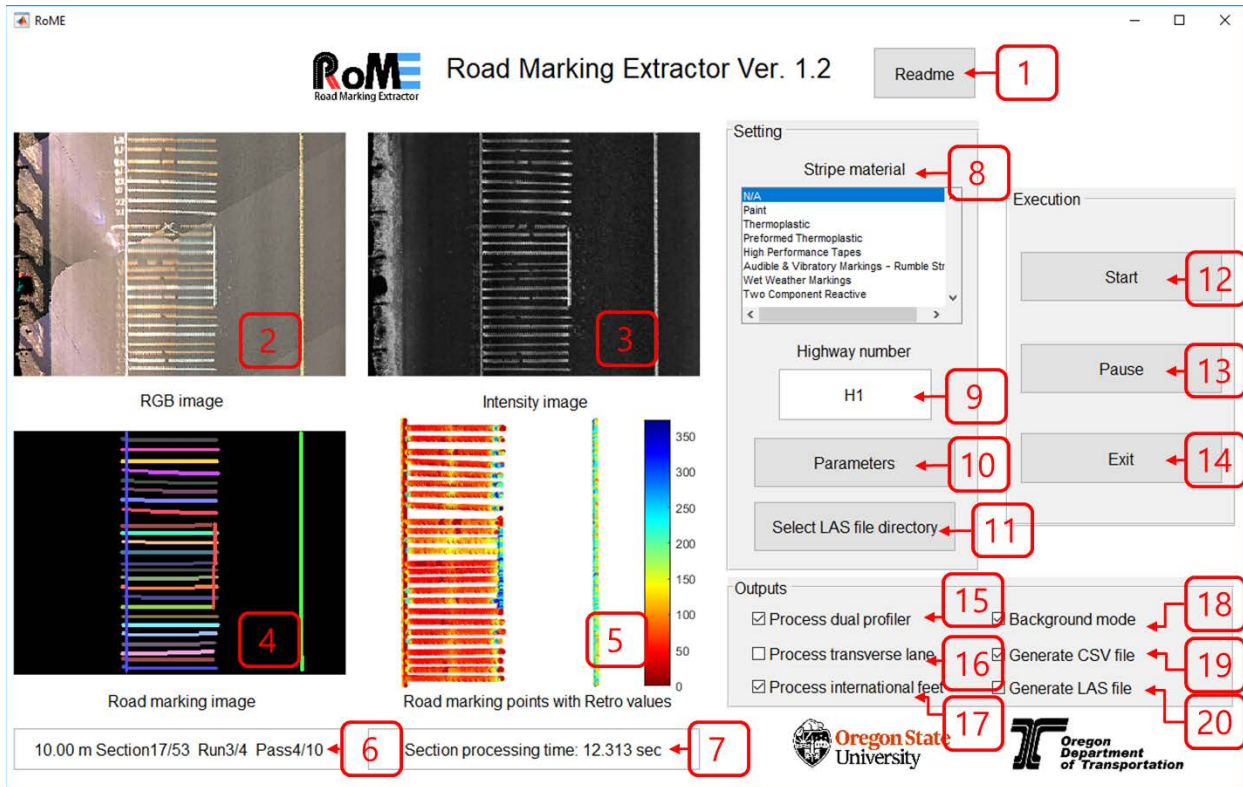 RoME
RoME
Road Marking Extractor
Road Marking Extractor Ver. 1.2
Readme
1
2
RGB image
3
Intensity image
4
Road marking image
350
300
250
200
150
100
50
0
5
Road marking points with Retro values
10.00 m Section17/53 Run3/4 Pass4/10
6
Section processing time: 12.313 sec
7
Setting
Stripe material
8
N/A
Paint
Thermoplastic
Preformed Thermoplastic
High Performance Tapes
Audible & Vibratory Markings - Rumble Str
Wet Weather Markings
Two Component Reactive
Highway number
H1
9
Parameters
10
Select LAS file directory
11
Execution
Start
12
Pause
13
Exit
14
Outputs
Process dual profiler
15
Process transverse lane
16
Process international feet
17
Background mode
18
Generate CSV file
19
Generate LAS file
20
Oregon State
University
Oregon
Department
of Transportation